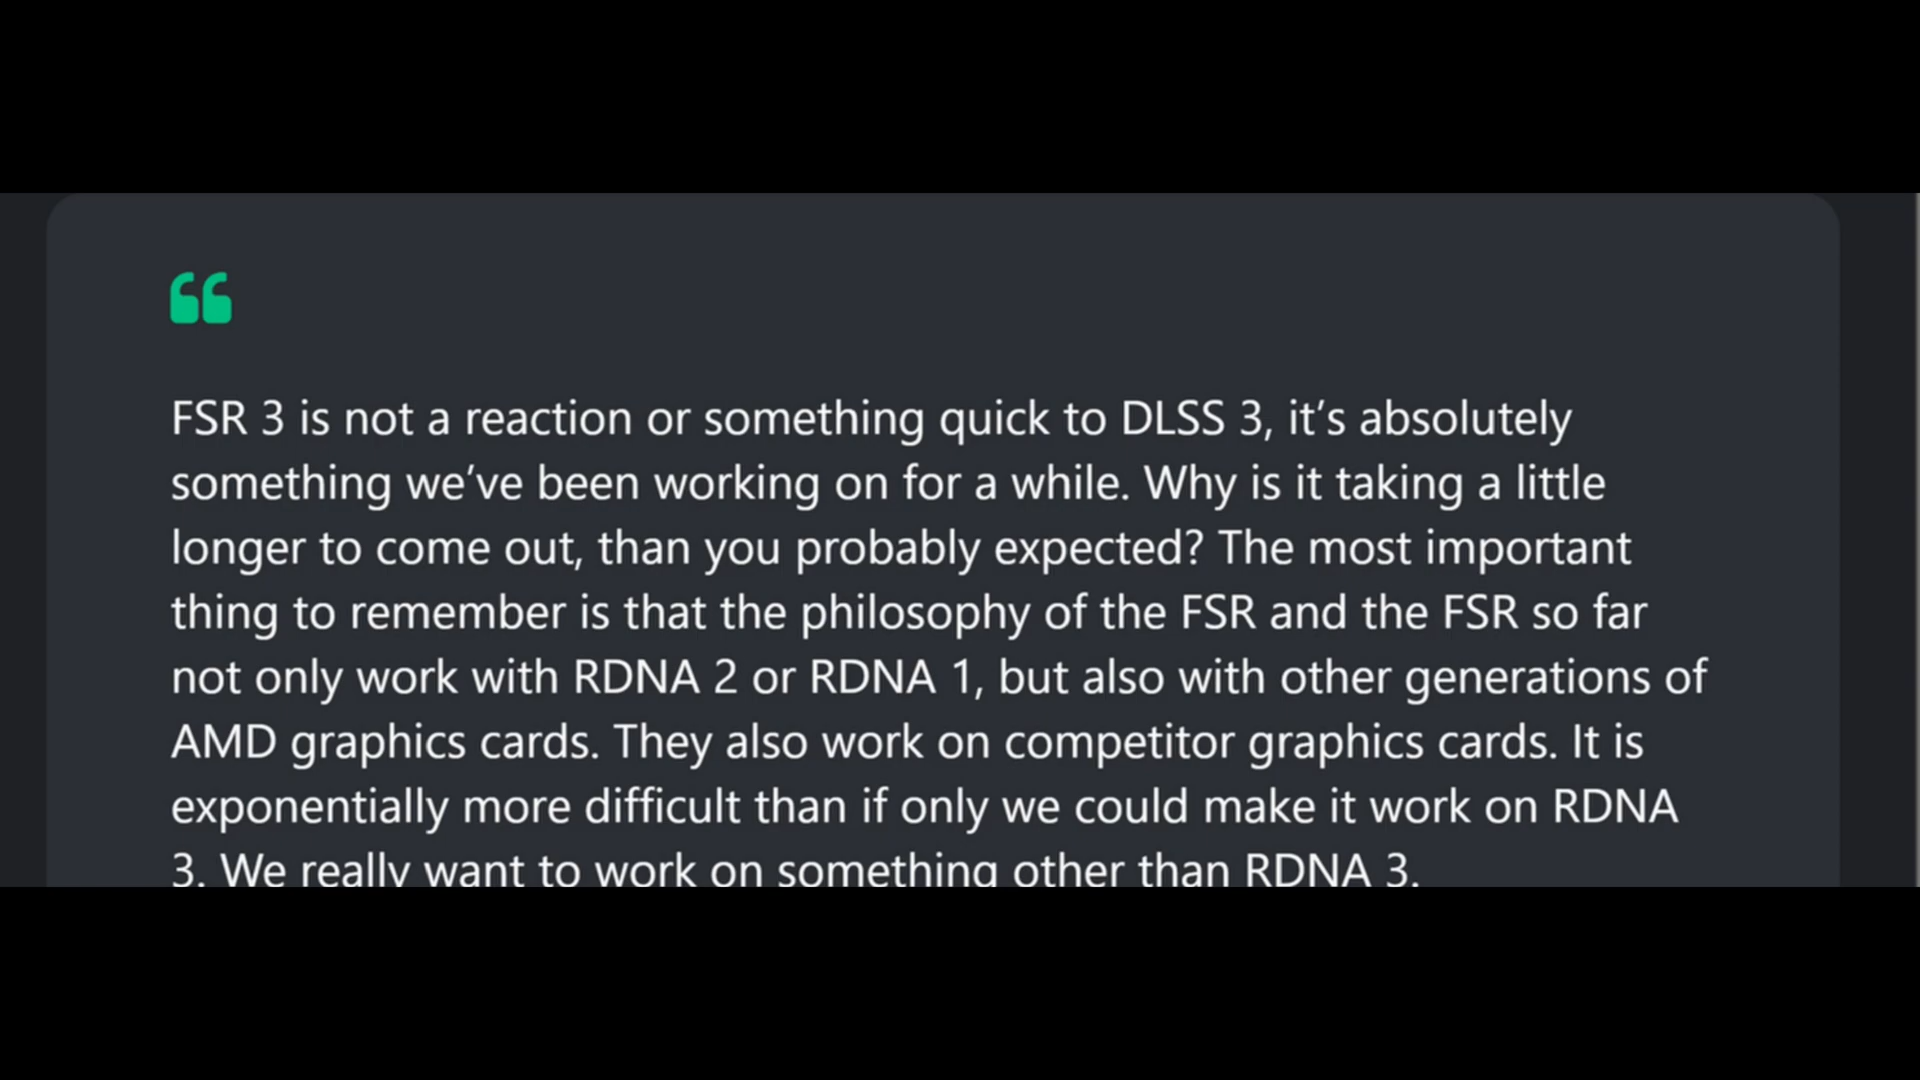 “
FSR 3 is not a reaction or something quick to DLSS 3, it’s absolutely
something we’ve been working on for a while. Why is it taking a little
longer to come out, than you probably expected? The most important
thing to remember is that the philosophy of the FSR and the FSR so far
not only work with RDNA 2 or RDNA 1, but also with other generations of
AMD graphics cards. They also work on competitor graphics cards. It is
exponentially more difficult than if only we could make it work on RDNA
3. We really want to work on something other than RDNA 3.